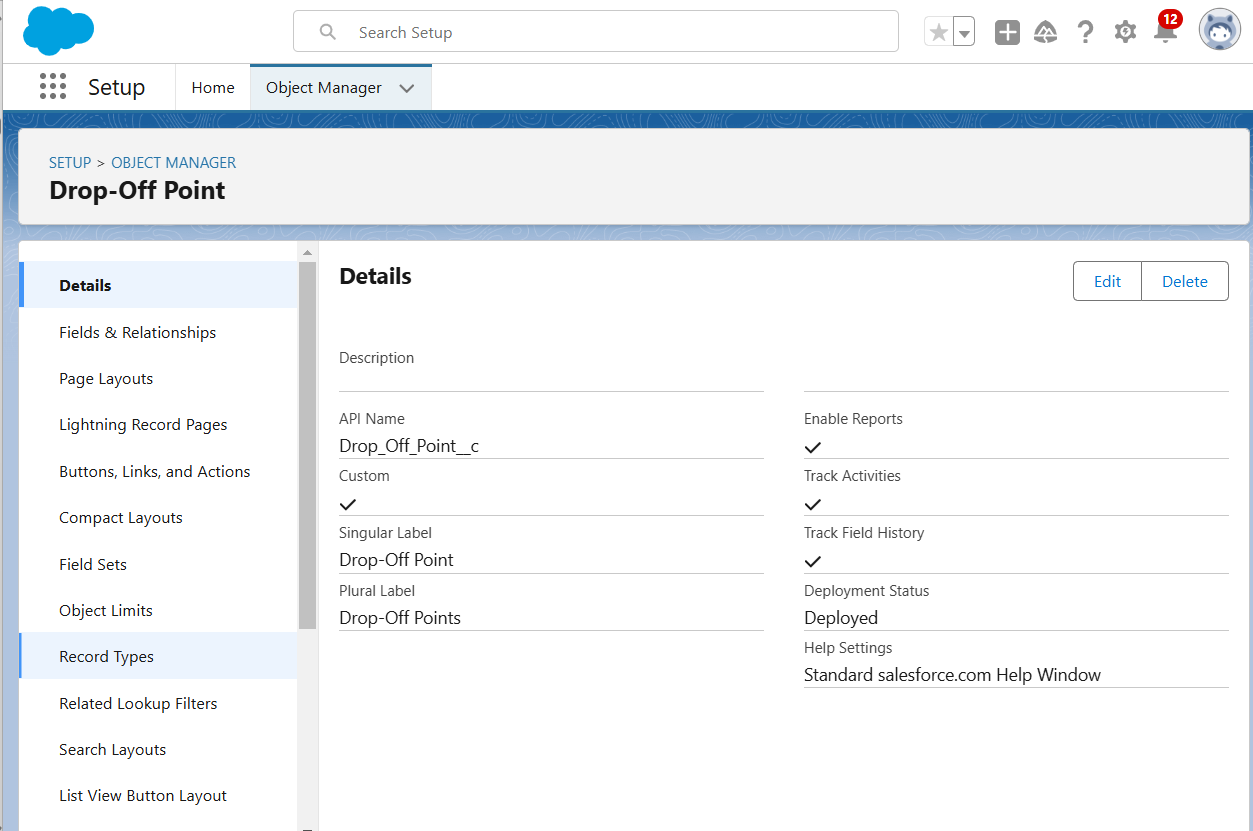 Search Setup
12
Setup
Home
Object Manager
SETUP > OBJECT MANAGER
Drop-Off Point
Details
Fields & Relationships
Page Layouts
Lightning Record Pages
Buttons, Links, and Actions
Compact Layouts
Field Sets
Object Limits
Record Types
Related Lookup Filters
Search Layouts
List View Button Layout
Details
Edit
Delete
Description
API Name
Drop_Off_Point__c
Custom
Singular Label
Drop-Off Point
Plural Label
Drop-Off Points
Enable Reports
Track Activities
Track Field History
Deployment Status
Deployed
Help Settings
Standard salesforce.com Help Window